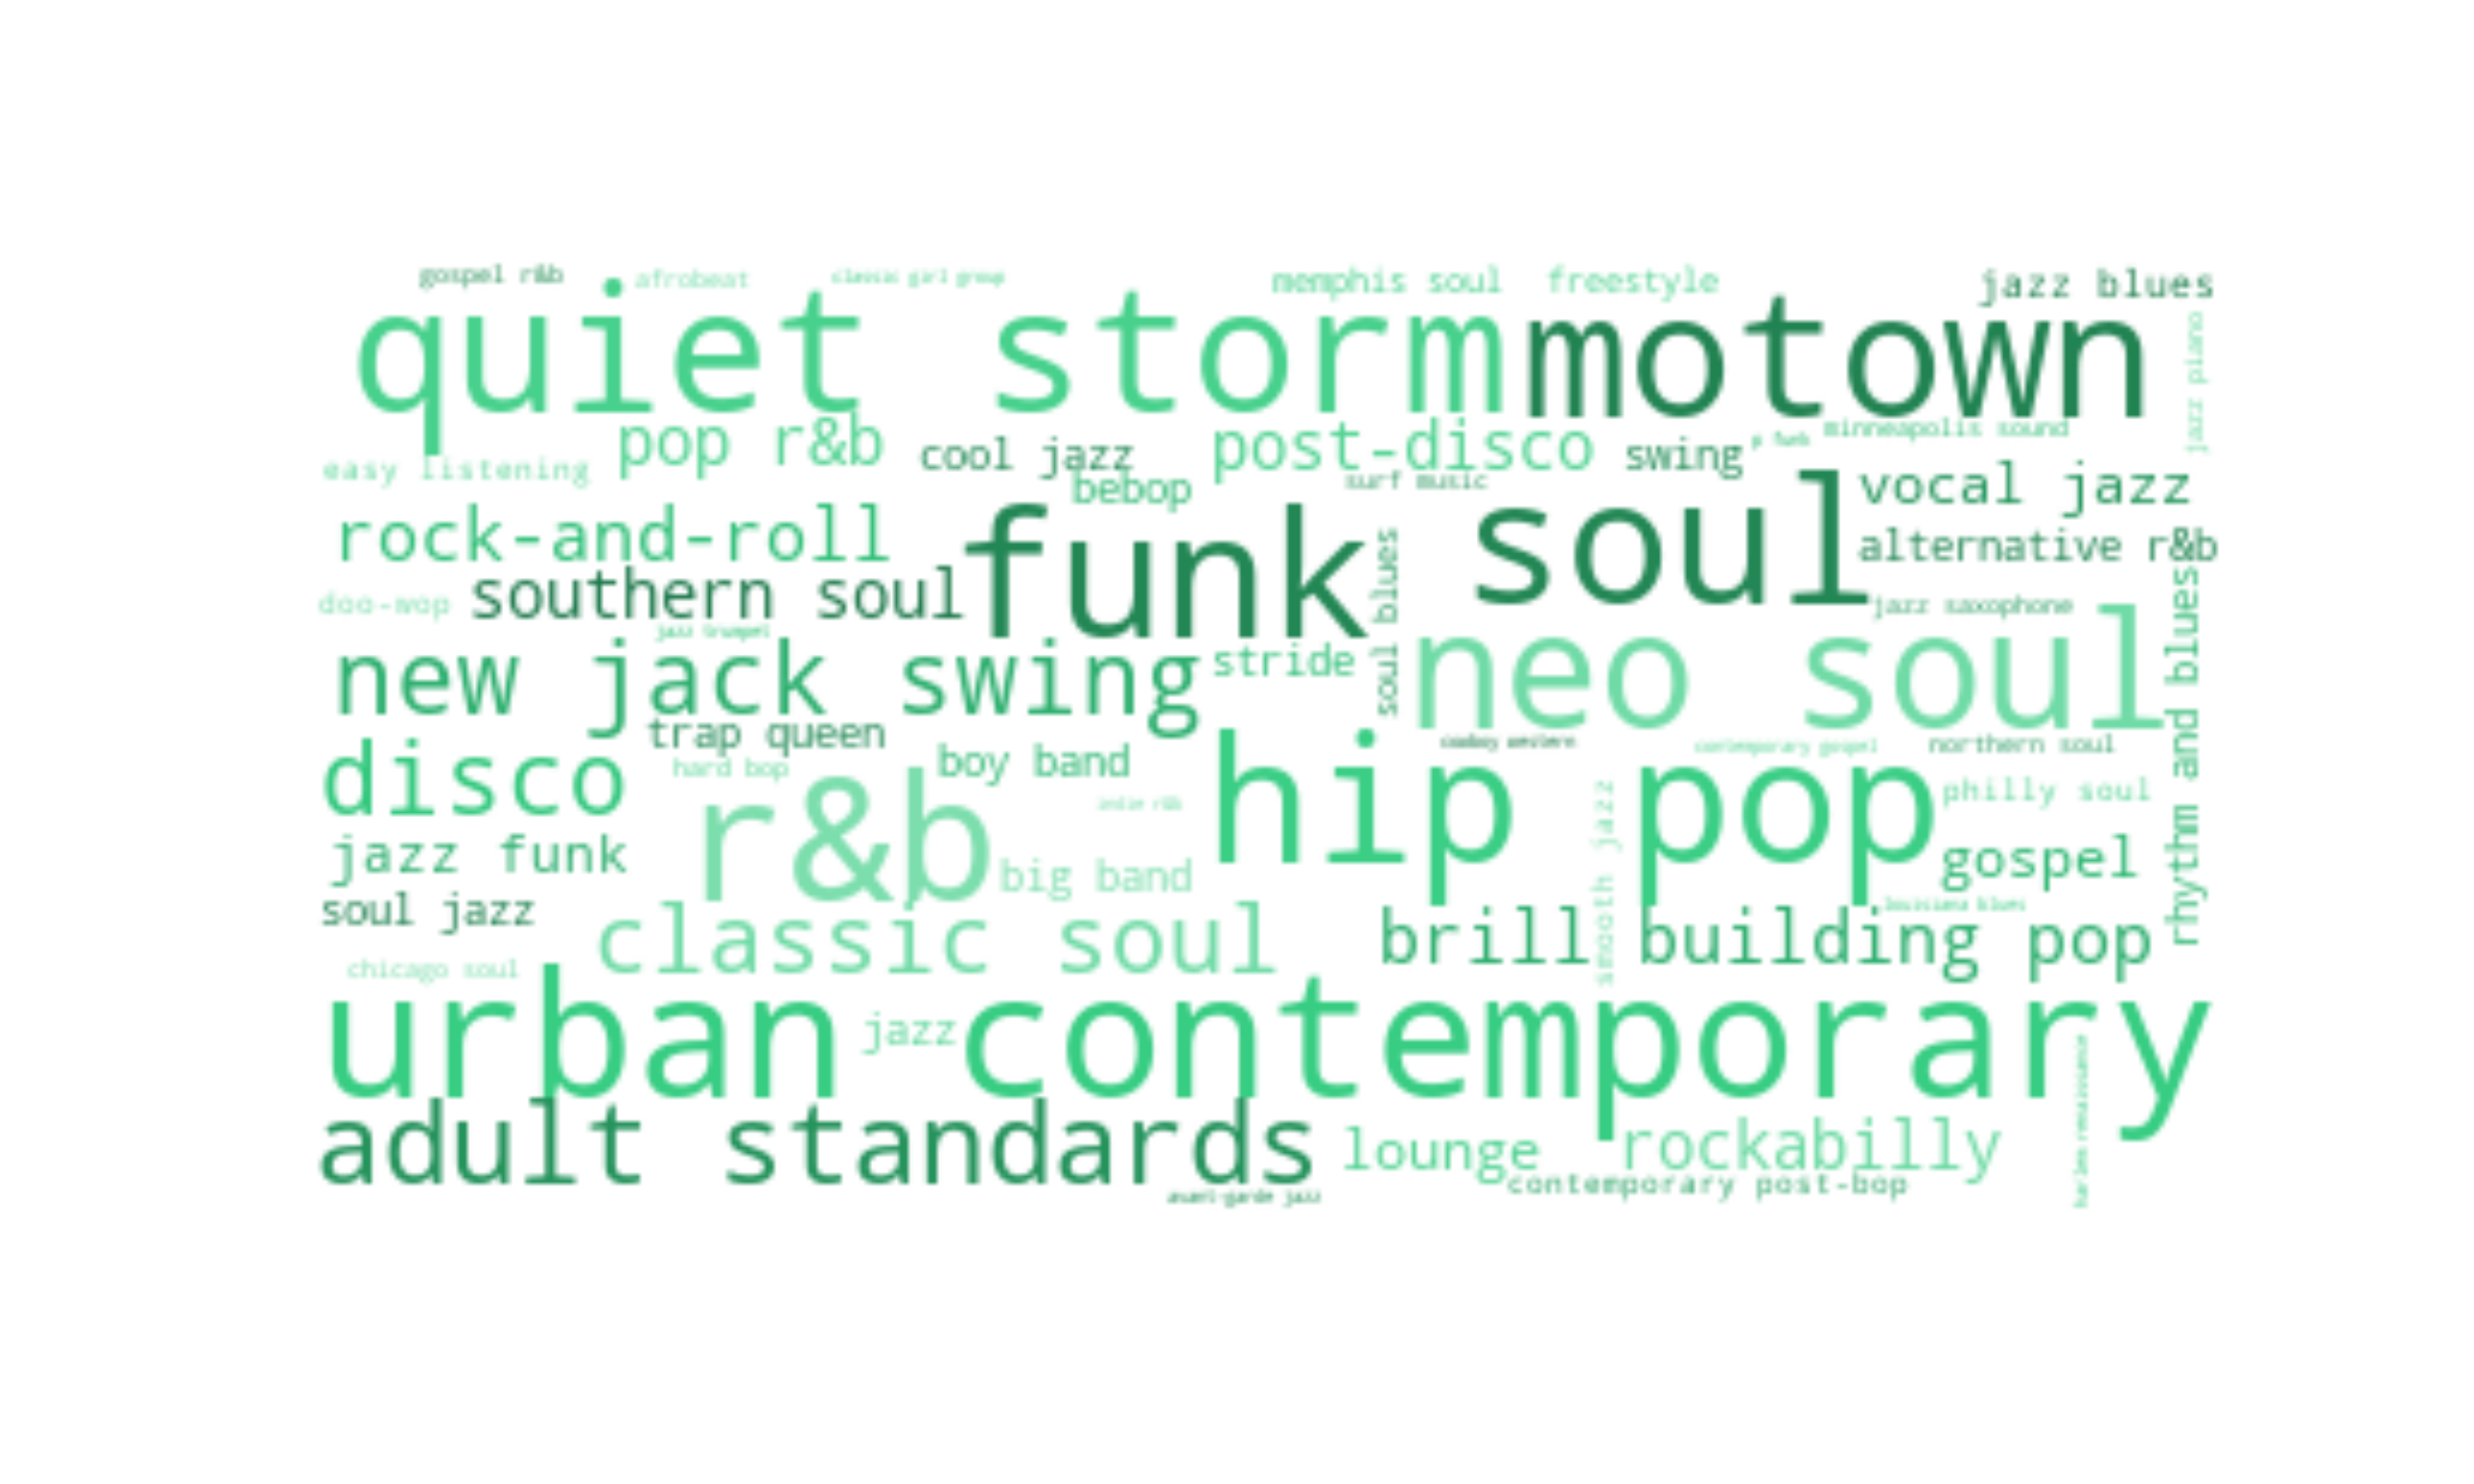 gospel r&b
afrobeat
classic girl group
memphis soul
freestyle
jazz blues
quiet storm
motown
jazz piano
pop r&b
cool jazz
post-disco
swing
p funk
minneapolis sound
easy listening
bebop
surf music
vocal jazz
rock-and-roll
funk
soul
alternative r&b
doo-wop
southern soul
soul blues
jazz saxophone
jazz trumpet
new jack swing
stride
neo soul
rhythm and blues
trap queen
cowboy western
contemporary gospel
northern soul
disco
hard bop
boy band
hip pop
philly soul
r&b
indie r&b
smooth jazz
jazz funk
big band
gospel
soul jazz
classic soul
louisiana blues
brill building pop
chicago soul
urban contemporary
jazz
harlem renaissance
adult standards
lounge
rockabilly
contemporary post-bop
avant-garde jazz